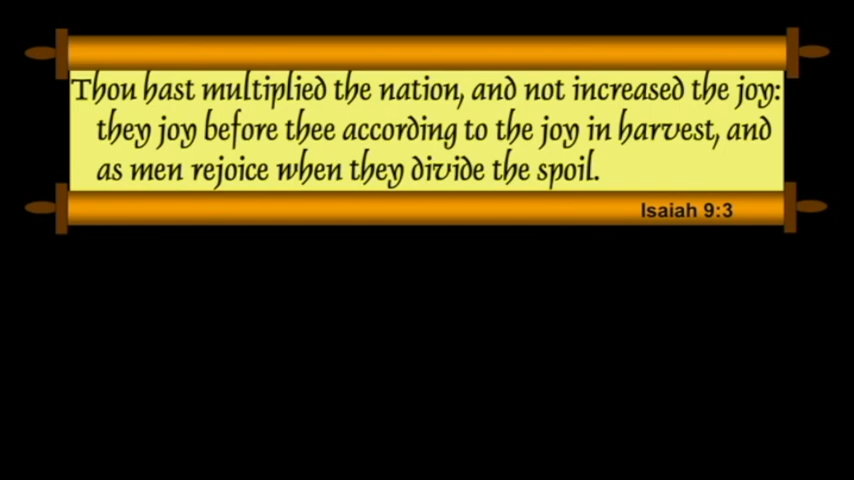 Thou hast multiplied the nation, and not increased the joy:
they joy before thee according to the joy in harvest, and
as men rejoice when they divide the spoil.
Isaiah 9:3